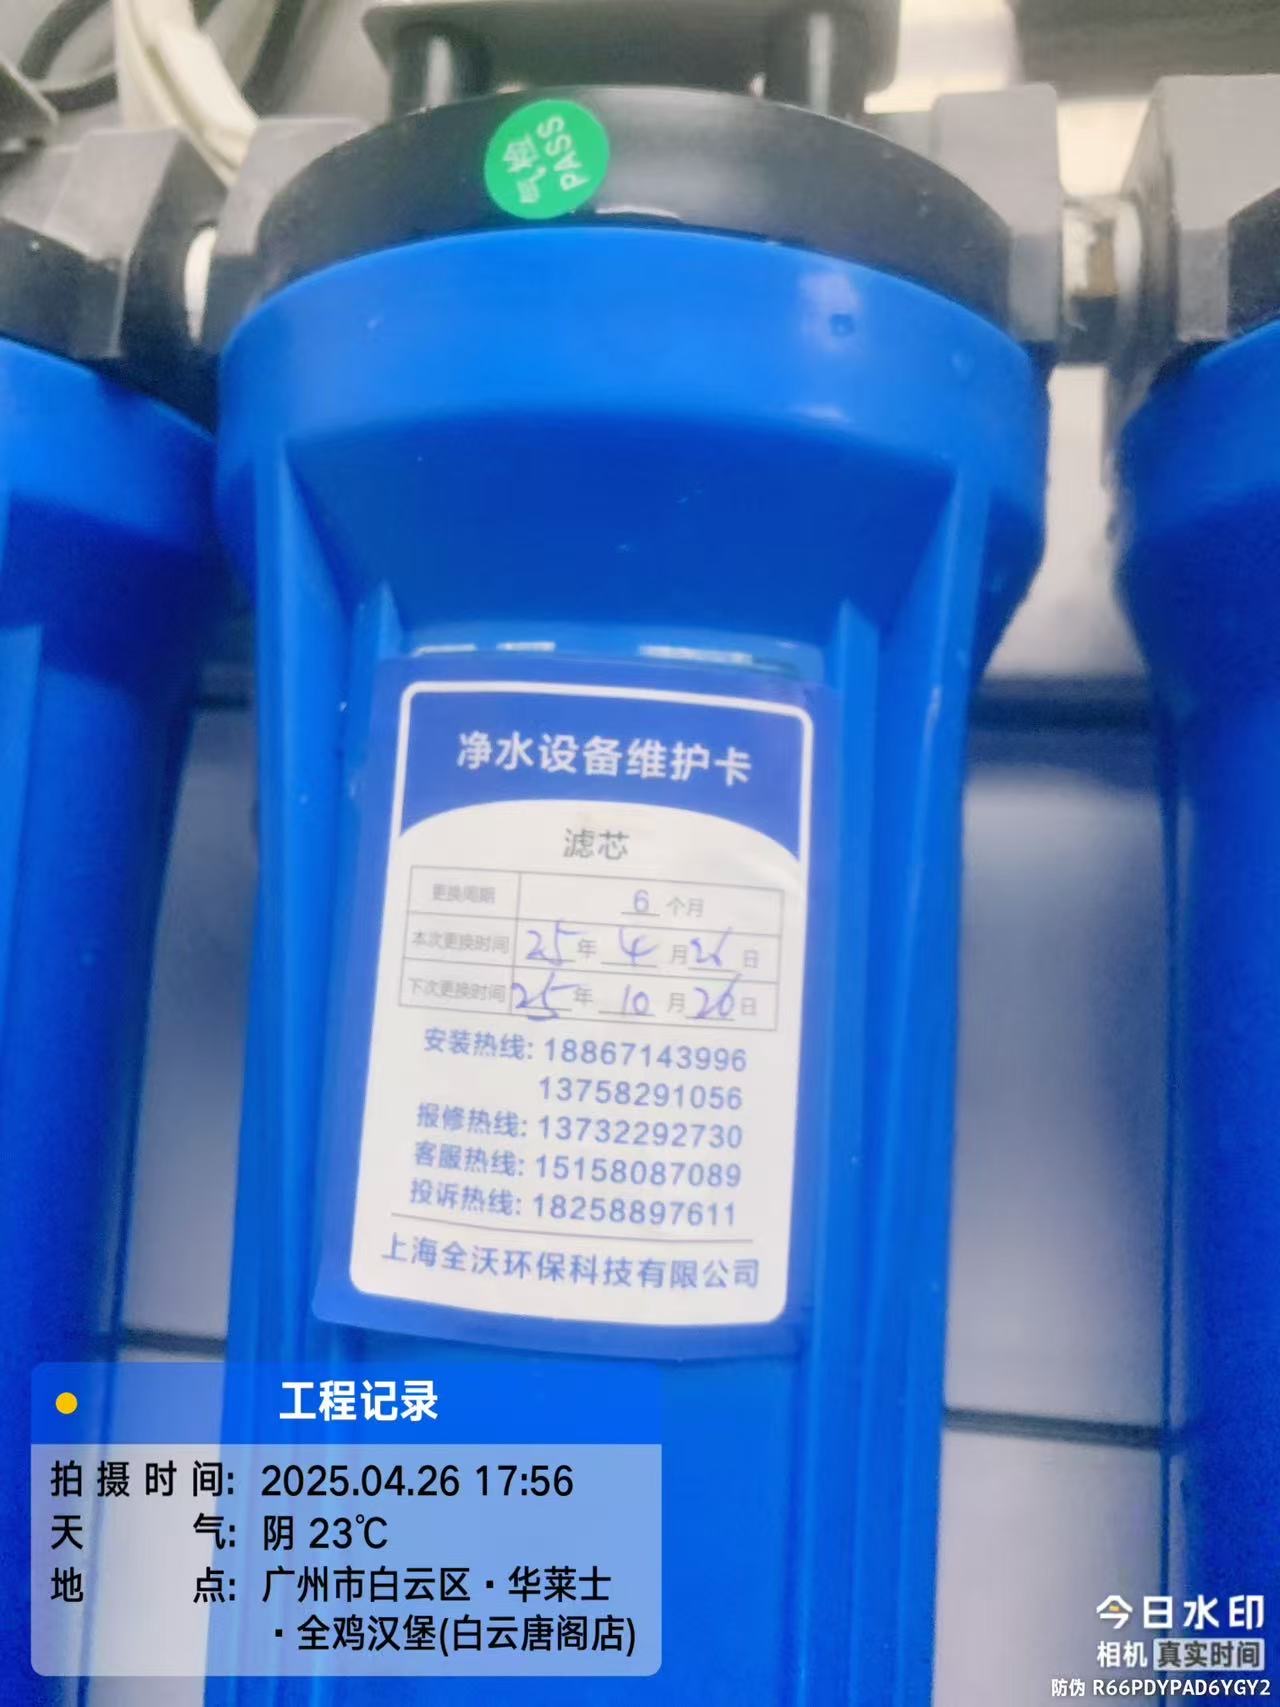 气检
PASS
净水设备维护卡
滤芯
更换周期 6 个月
本次更换时间 25年 4 月 26 日
下次更换时间 25年 10 月 26 日
安装热线: 18867143996
13758291056
报修热线: 13732292730
客服热线: 15158087089
投诉热线: 18258897611
上海全沃环保科技有限公司
工程记录
拍摄时间: 2025.04.26 17:56
天气: 阴 23℃
地点: 广州市白云区·华莱士
·全鸡汉堡(白云唐阁店)
今日水印
相机 真实时间
防伪 R66PDYPAD6YGY2